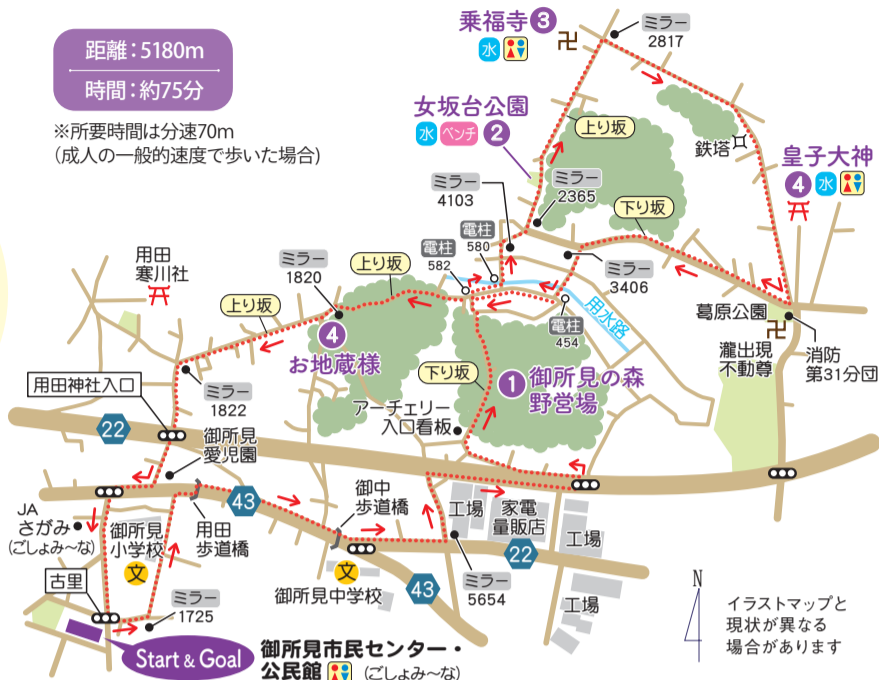 距離：5180m
時間：約75分
※所要時間は分速70m
(成人の一般的速度で歩いた場合)
乗福寺 3
水
卍
ミラー
2817
女坂台公園
水 ベンチ 2
上り坂
鉄塔
皇子大神
4 水
ミラー
4103
ミラー
2365
下り坂
電柱
580
電柱
582
用田
寒川社
ミラー
1820
上り坂
上り坂
ミラー
3406
用水路
電柱
454
葛原公園
卍
瀧出現
不動尊
消防
第31分団
4
お地蔵様
下り坂
1 御所見の森
野営場
アーチェリー
入口看板
ミラー
1822
用田神社入口
22
御所見
愛児園
43
JA
さがみ
(ごしょみ〜な)
御所見
小学校
文
用田
歩道橋
御中
歩道橋
工場
家電
量販店
22
工場
工場
文
御所見中学校
43
ミラー
5654
古里
ミラー
1725
Start & Goal
御所見市民センター・
公民館 (ごしょみ〜な)
N
イラストマップと
現状が異なる
場合があります